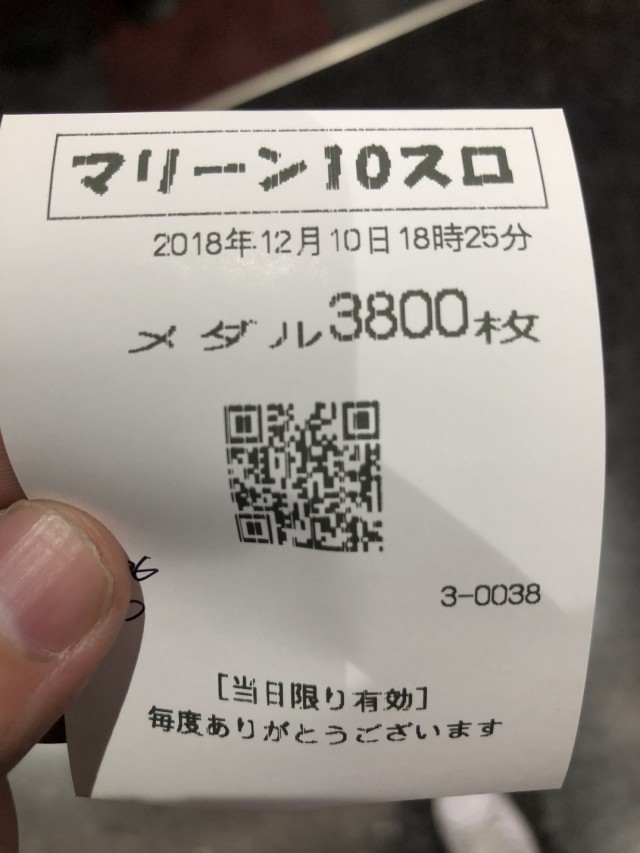 マリーン10スロ
2018年12月10日18時25分
メダル3800枚
3-0038
[当日限り有効]
毎度ありがとうございます